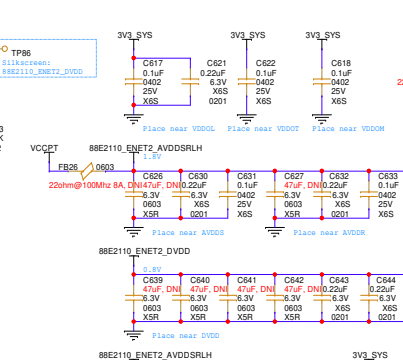 TP86
Silkscreen:
88E2110_ENET2_DVDD
3V3_SYS
3V3_SYS
3V3_SYS
C617
0.1uF
0402
25V
X6S
C621
0.22uF
6.3V
X6S
0201
C622
0.1uF
0402
25V
X6S
C618
0.1uF
0402
25V
X6S
Place near VDDOL
Place near VDDOT
Place near VDDOM
VCCPT
88E2110_ENET2_AVDDSRLH
1.8V
FB26
0603
22ohm@100Mhz 8A, DNI
C626
47uF, DNI
6.3V
0603
X5R
C630
0.22uF
6.3V
X6S
0201
C631
0.1uF
0402
25V
X6S
C627
47uF, DNI
6.3V
0603
X5R
C632
0.22uF
6.3V
X6S
0201
C633
0.1uF
0402
25V
X6S
Place near AVDDS
Place near AVDDR
88E2110_ENET2_DVDD
0.8V
C639
47uF, DNI
6.3V
0603
X5R
C640
47uF, DNI
6.3V
0603
X5R
C641
47uF, DNI
6.3V
0603
X5R
C642
47uF, DNI
6.3V
0603
X5R
C643
0.22uF
6.3V
X6S
0201
C644
0.22uF
6.3V
X6S
0201
Place near DVDD
88E2110_ENET2_AVDDSRLH
3V3_SYS